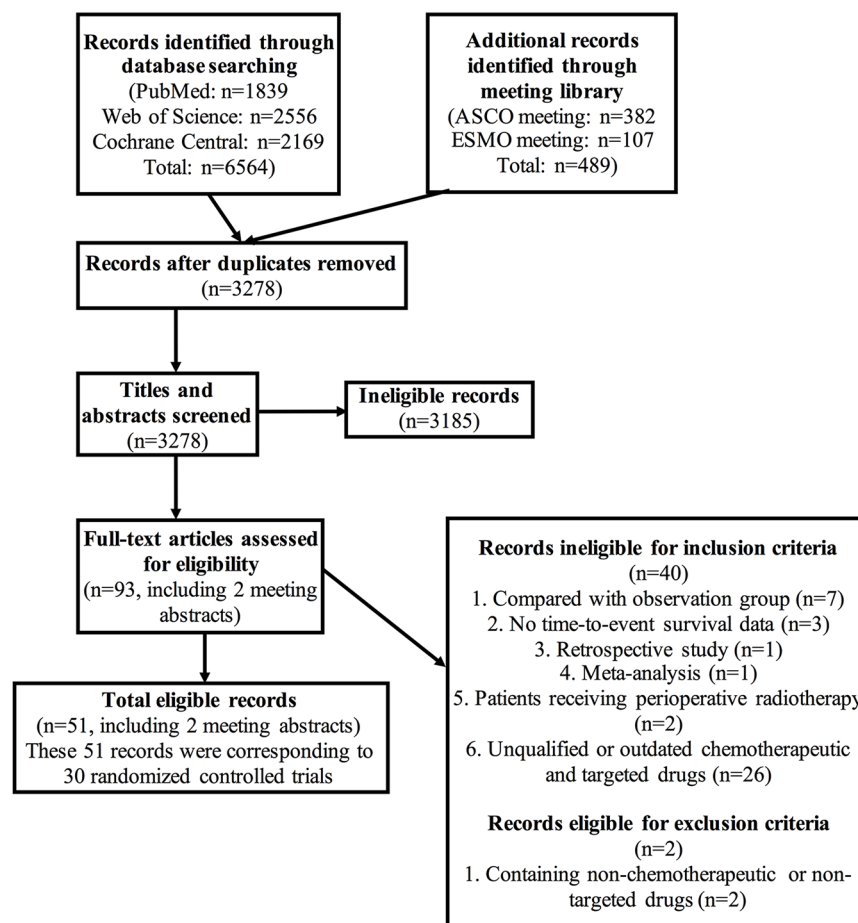 Records identified through
database searching
(PubMed: n=1839
Web of Science: n=2556
Cochrane Central: n=2169
Total: n=6564)
Additional records
identified through
meeting library
(ASCO meeting: n=382
ESMO meeting: n=107
Total: n=489)
Records after duplicates removed
(n=3278)
Titles and
abstracts screened
(n=3278)
Ineligible records
(n=3185)
Full-text articles assessed
for eligibility
(n=93, including 2 meeting
abstracts)
Records ineligible for inclusion criteria
(n=40)
1. Compared with observation group (n=7)
2. No time-to-event survival data (n=3)
3. Retrospective study (n=1)
4. Meta-analysis (n=1)
5. Patients receiving perioperative radiotherapy
(n=2)
6. Unqualified or outdated chemotherapeutic
and targeted drugs (n=26)
Records eligible for exclusion criteria
(n=2)
1. Containing non-chemotherapeutic or non-
targeted drugs (n=2)
Total eligible records
(n=51, including 2 meeting abstracts)
These 51 records were corresponding to
30 randomized controlled trials